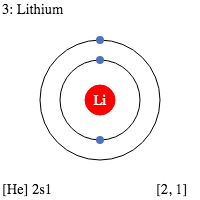 3: Lithium
Li
[He] 2s1
[2, 1]